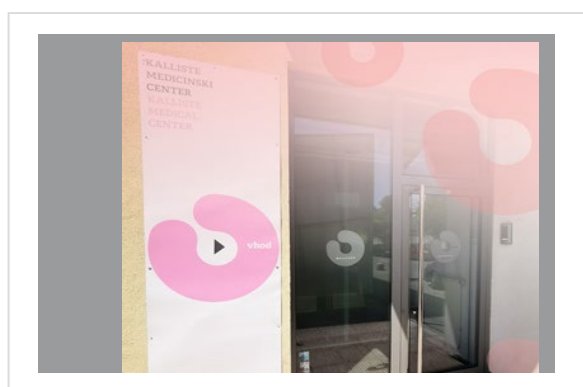 KALLISTE
MEDICINSKI
CENTER
KALLISTE
MEDICAL
CENTER
vhod